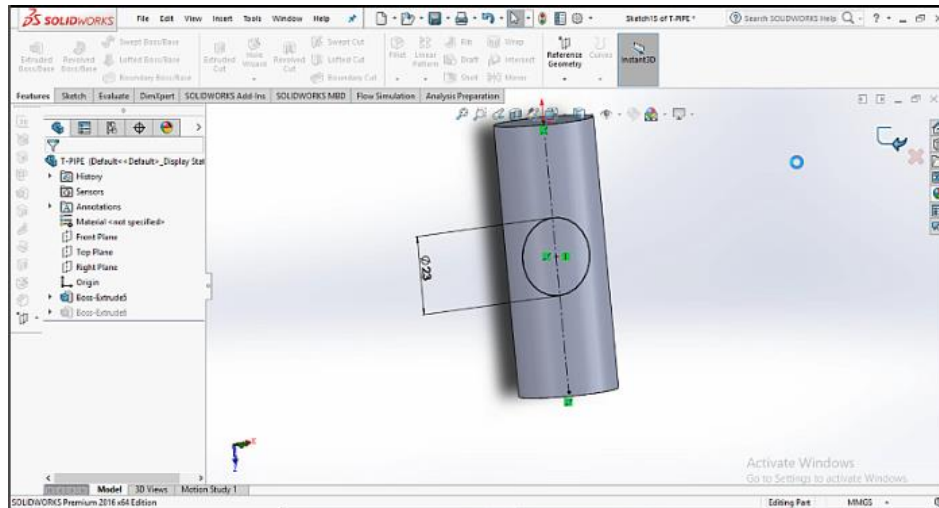 SOLIDWORKS File Edit View Insert Tools Window Help Sketch15 of T-PIPE * Search SOLIDWORKS Help
Extruded Boss/Base Revolved Boss/Base Swept Boss/Base Lofted Boss/Base Boundary Boss/Base Extruded Cut Hole Wizard Revolved Cut Swept Cut Lofted Cut Boundary Cut Fillet Linear Pattern Rib Draft Shell Wrap Intersect Mirror Reference Geometry Curves Instant3D
Features Sketch Evaluate DimXpert SOLIDWORKS Add-Ins SOLIDWORKS MBD Flow Simulation Analysis Preparation
T-PIPE (Default<<Default>_Display Stat
History
Sensors
Annotations
Material <not specified>
Front Plane
Top Plane
Right Plane
Origin
Boss-Extrude5
Boss-Extrude6
Ø23
Activate Windows
Go to Settings to activate Windows.
Model 3D Views Motion Study 1
SOLIDWORKS Premium 2016 x64 Edition Editing Part MMGS